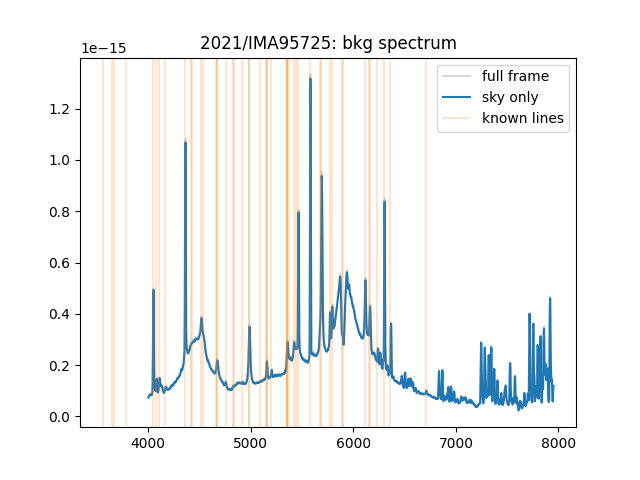 2021/IMA95725: bkg spectrum
1e−15
full frame
sky only
known lines
1.2
1.0
0.8
0.6
0.4
0.2
0.0
4000 5000 6000 7000 8000